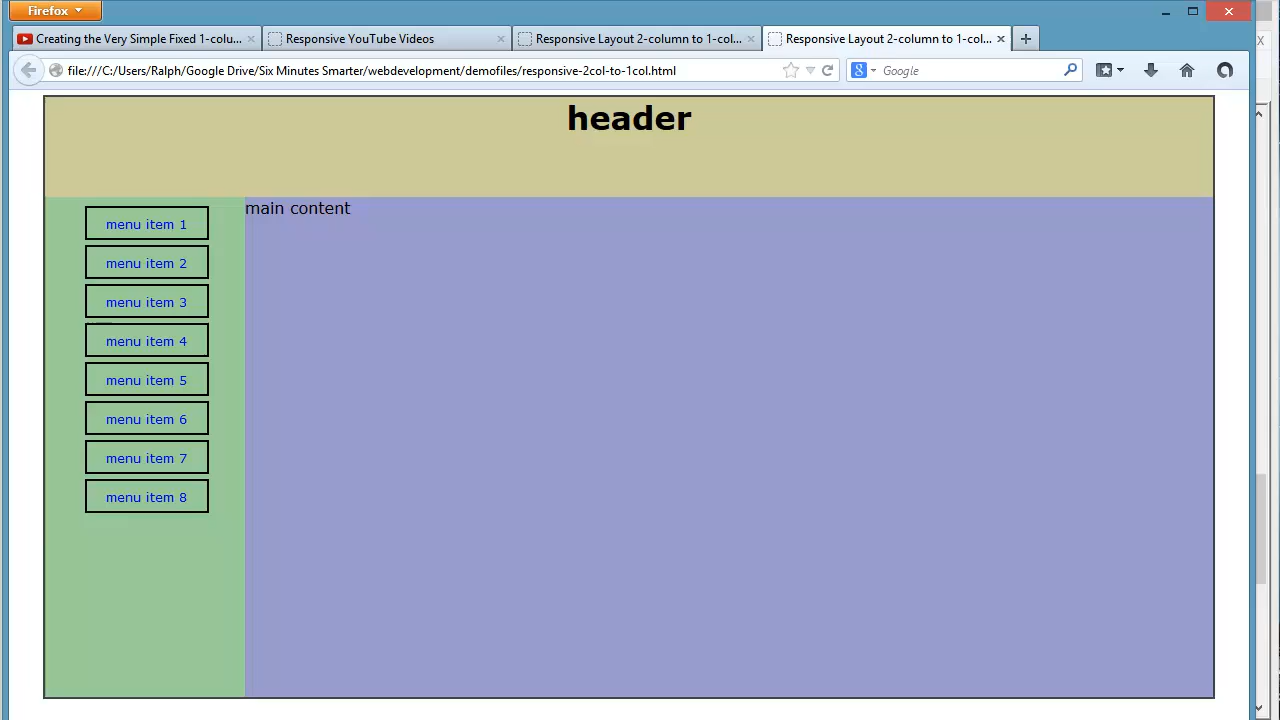 Firefox
Creating the Very Simple Fixed 1-colu...
Responsive YouTube Videos
Responsive Layout 2-column to 1-col...
Responsive Layout 2-column to 1-col...
file:///C:/Users/Ralph/Google Drive/Six Minutes Smarter/webdevelopment/demofiles/responsive-2col-to-1col.html
8
Google
header
main content
menu item 1
menu item 2
menu item 3
menu item 4
menu item 5
menu item 6
menu item 7
menu item 8